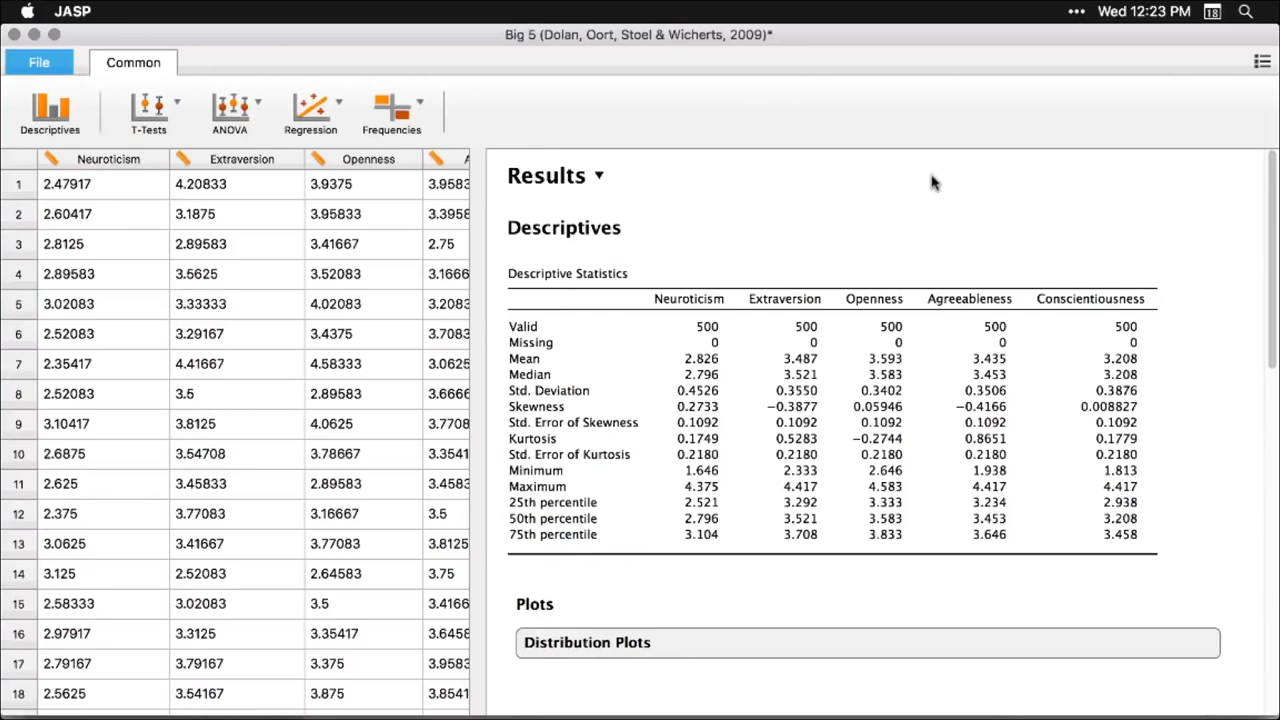 JASP ••• Wed 12:23 PM 18
Big 5 (Dolan, Oort, Stoel & Wicherts, 2009)*
File Common
Descriptives T-Tests ANOVA Regression Frequencies
Neuroticism Extraversion Openness A
1 2.47917 4.20833 3.9375 3.9583
2 2.60417 3.1875 3.95833 3.3958
3 2.8125 2.89583 3.41667 2.75
4 2.89583 3.5625 3.52083 3.1666
5 3.02083 3.33333 4.02083 3.2083
6 2.52083 3.29167 3.4375 3.7083
7 2.35417 4.41667 4.58333 3.0625
8 2.52083 3.5 2.89583 3.6666
9 3.10417 3.8125 4.0625 3.7708
10 2.6875 3.54708 3.78667 3.3541
11 2.625 3.45833 2.89583 3.4583
12 2.375 3.77083 3.16667 3.5
13 3.0625 3.41667 3.77083 3.8125
14 3.125 2.52083 2.64583 3.75
15 2.58333 3.02083 3.5 3.4166
16 2.97917 3.3125 3.35417 3.6458
17 2.79167 3.79167 3.375 3.9583
18 2.5625 3.54167 3.875 3.8541
Results ▼
Descriptives
Descriptive Statistics
Neuroticism Extraversion Openness Agreeableness Conscientiousness
Valid 500 500 500 500 500
Missing 0 0 0 0 0
Mean 2.826 3.487 3.593 3.435 3.208
Median 2.796 3.521 3.583 3.453 3.208
Std. Deviation 0.4526 0.3550 0.3402 0.3506 0.3876
Skewness 0.2733 −0.3877 0.05946 −0.4166 0.008827
Std. Error of Skewness 0.1092 0.1092 0.1092 0.1092 0.1092
Kurtosis 0.1749 0.5283 −0.2744 0.8651 0.1779
Std. Error of Kurtosis 0.2180 0.2180 0.2180 0.2180 0.2180
Minimum 1.646 2.333 2.646 1.938 1.813
Maximum 4.375 4.417 4.583 4.417 4.417
25th percentile 2.521 3.292 3.333 3.234 2.938
50th percentile 2.796 3.521 3.583 3.453 3.208
75th percentile 3.104 3.708 3.833 3.646 3.458
Plots
Distribution Plots